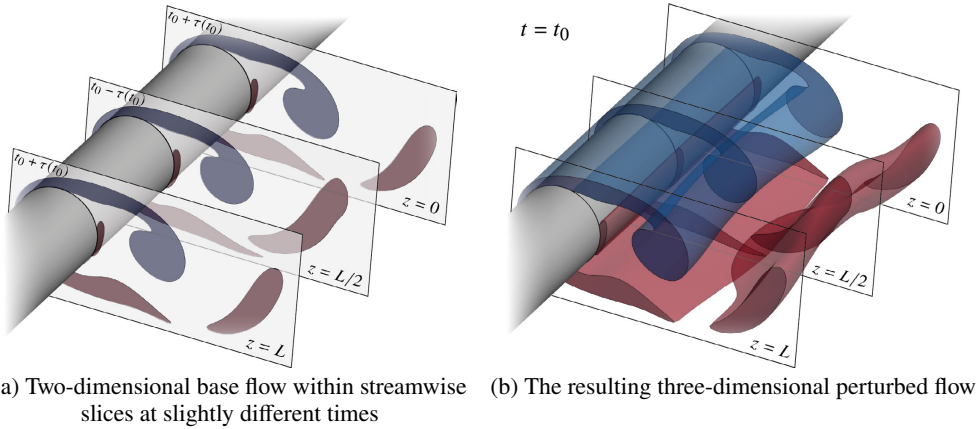 t₀ + τ(t₀)
t₀ − τ(t₀)
t₀ + τ(t₀)
z = 0
z = L/2
z = L
t = t₀
z = 0
z = L/2
z = L
a) Two-dimensional base flow within streamwise
slices at slightly different times
(b) The resulting three-dimensional perturbed flow